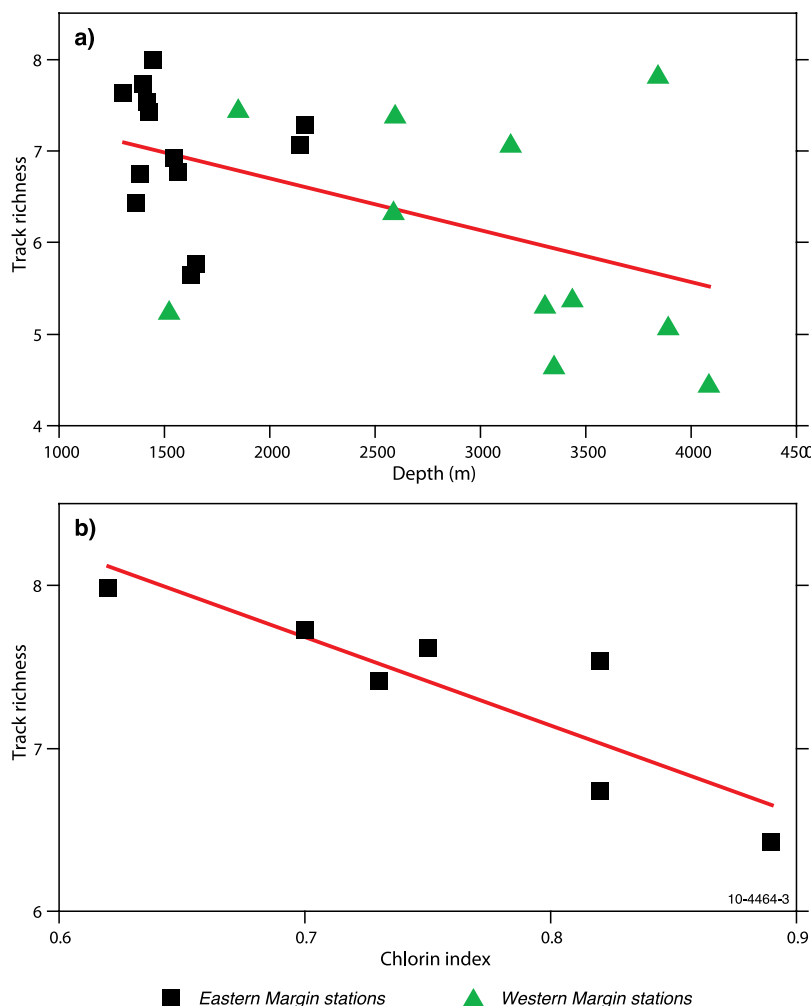 a)
8
7
6
5
4
Track richness
1000 1500 2000 2500 3000 3500 4000 4500
Depth (m)
b)
8
7
6
Track richness
10-4464-3
0.6 0.7 0.8 0.9
Chlorin index
Eastern Margin stations Western Margin stations